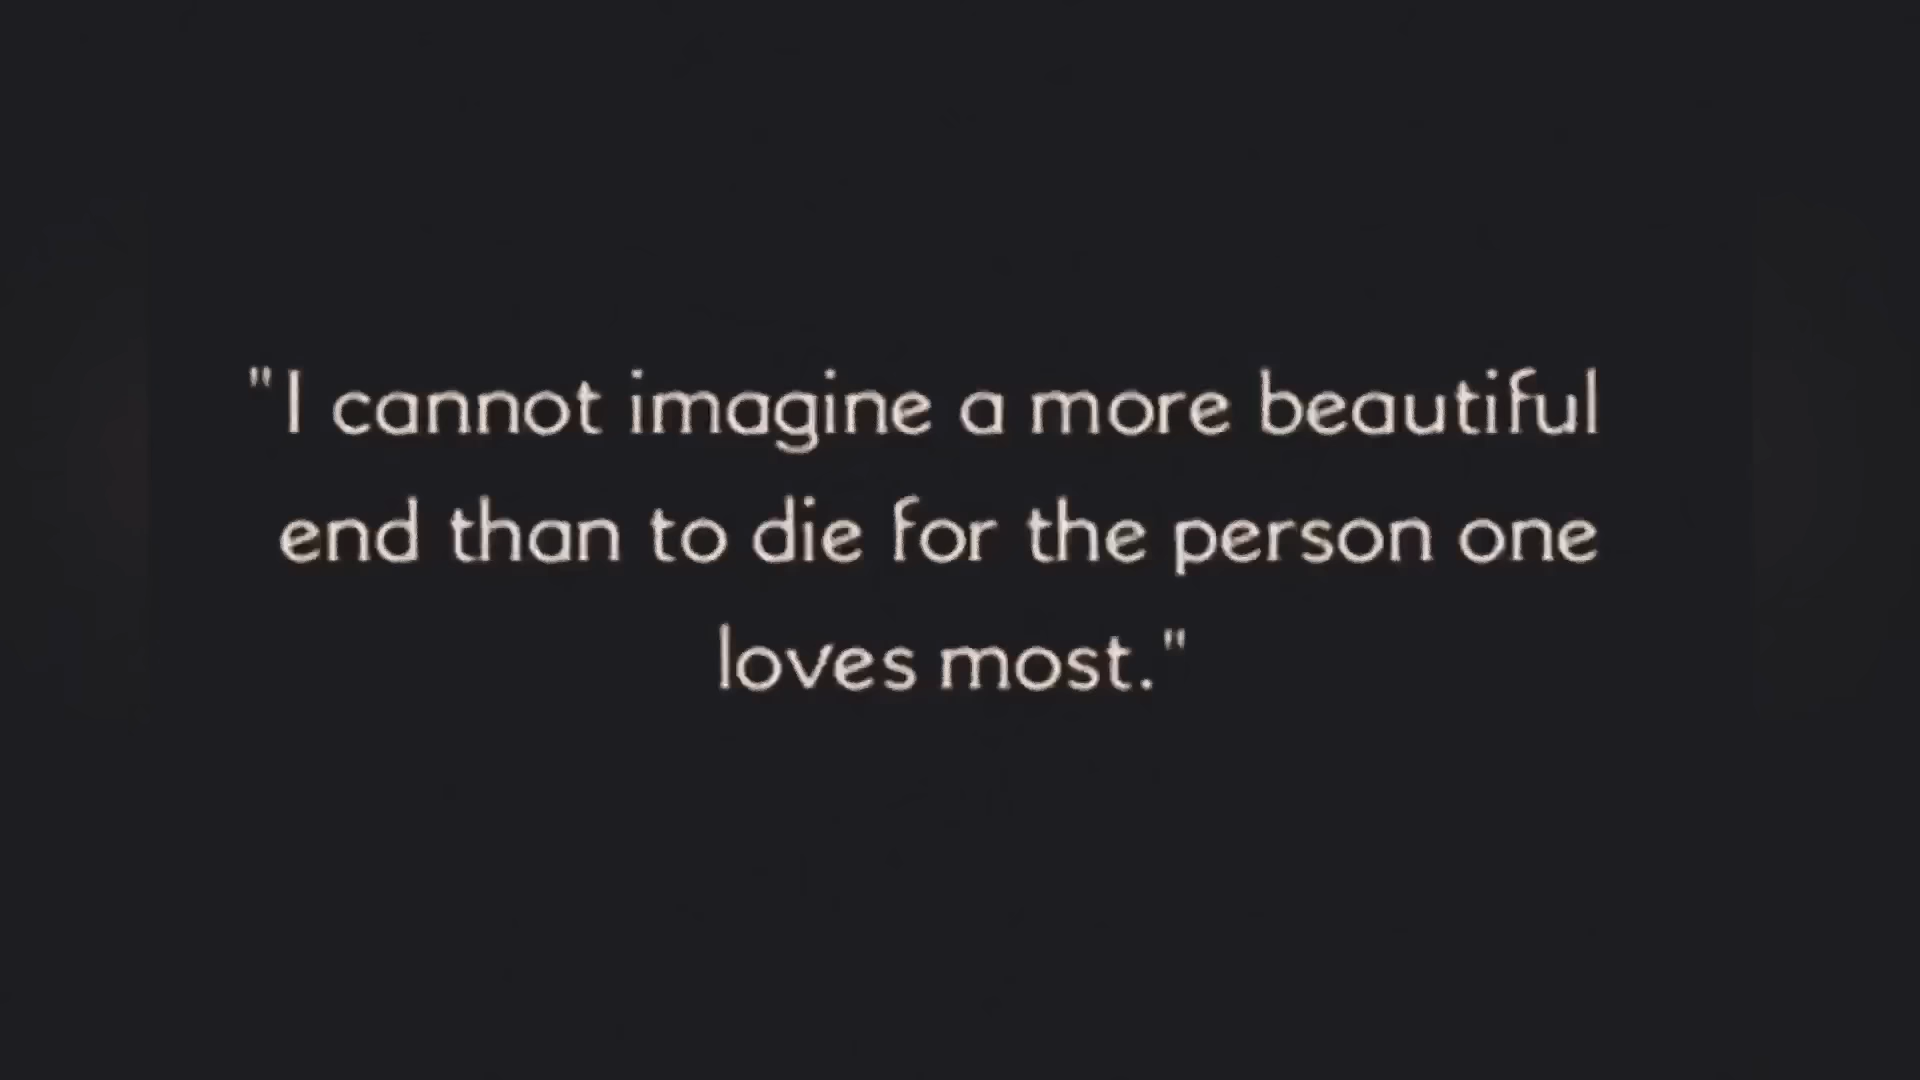 "I cannot imagine a more beautiful
end than to die for the person one
loves most."